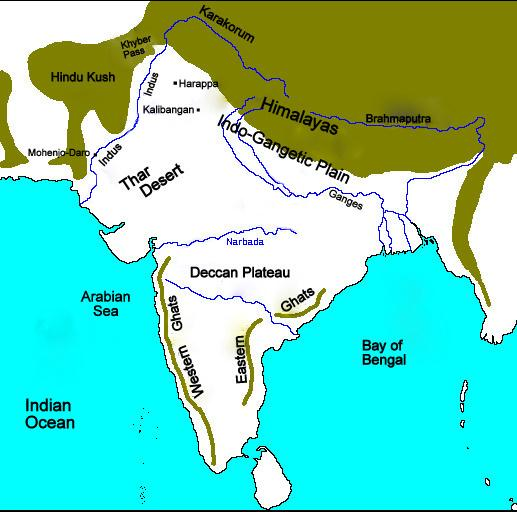 Karakorum
Khyber
Pass
Hindu Kush
Indus
Harappa
Kalibangan
Himalayas
Brahmaputra
Indo-Gangetic Plain
Mohenjo-Daro
Indus
Thar
Desert
Ganges
Narbada
Deccan Plateau
Arabian
Sea
Western Ghats
Eastern Ghats
Bay of
Bengal
Indian
Ocean